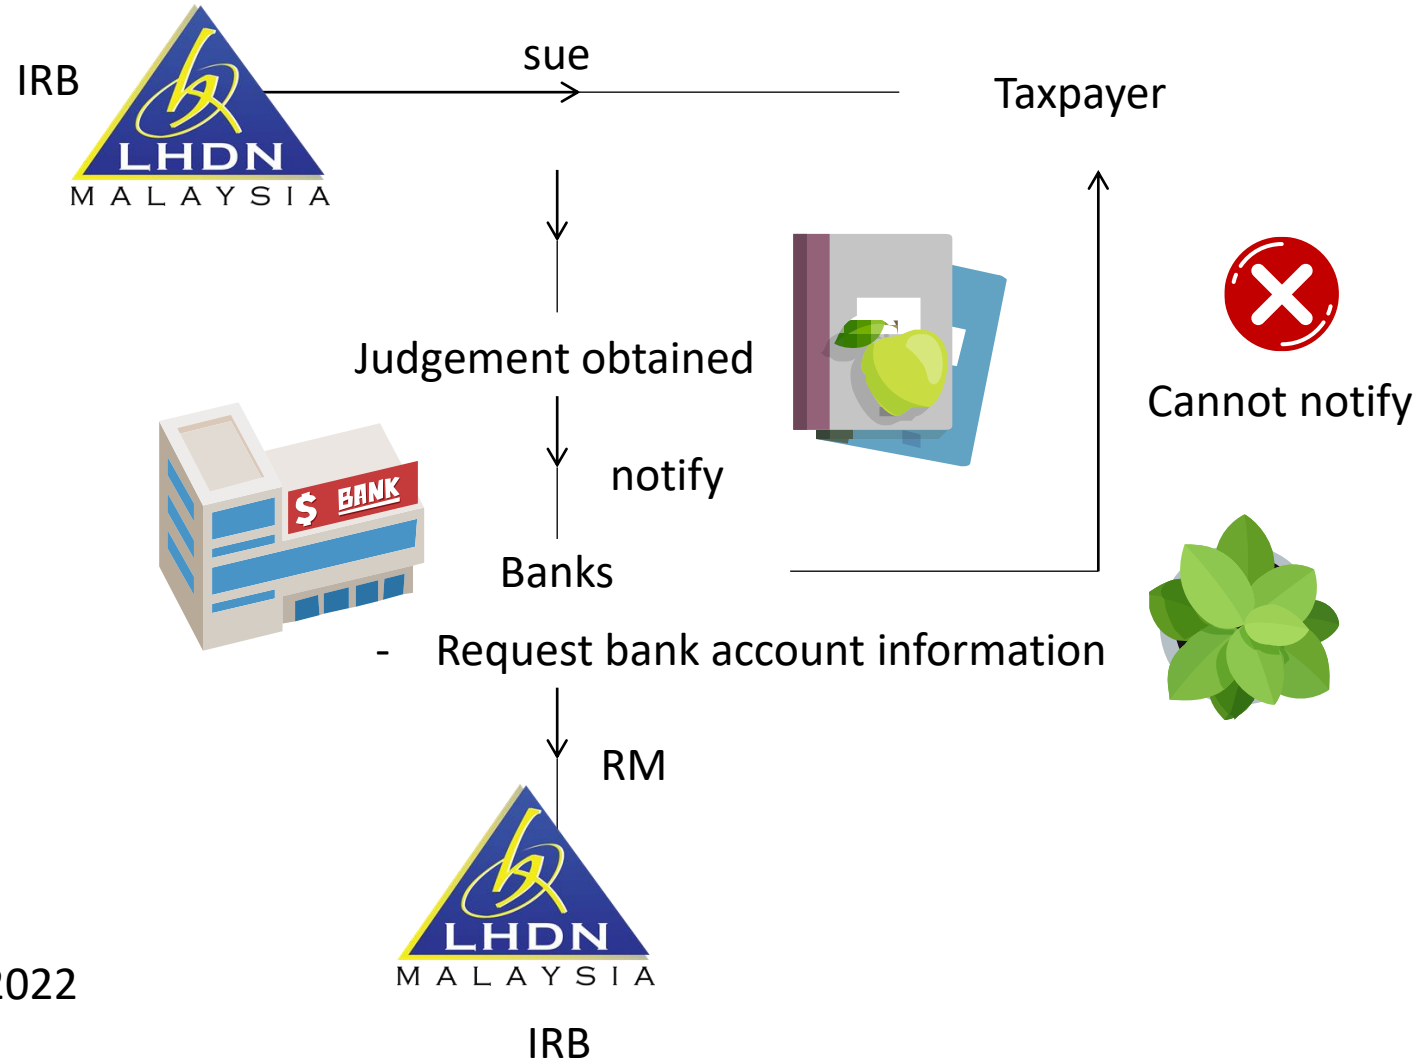 sue
IRB
Taxpayer
LHDN
MALAYSIA
Judgement obtained
Cannot notify
notify
$ BANK
Banks
- Request bank account information
RM
LHDN
MALAYSIA
2022
IRB